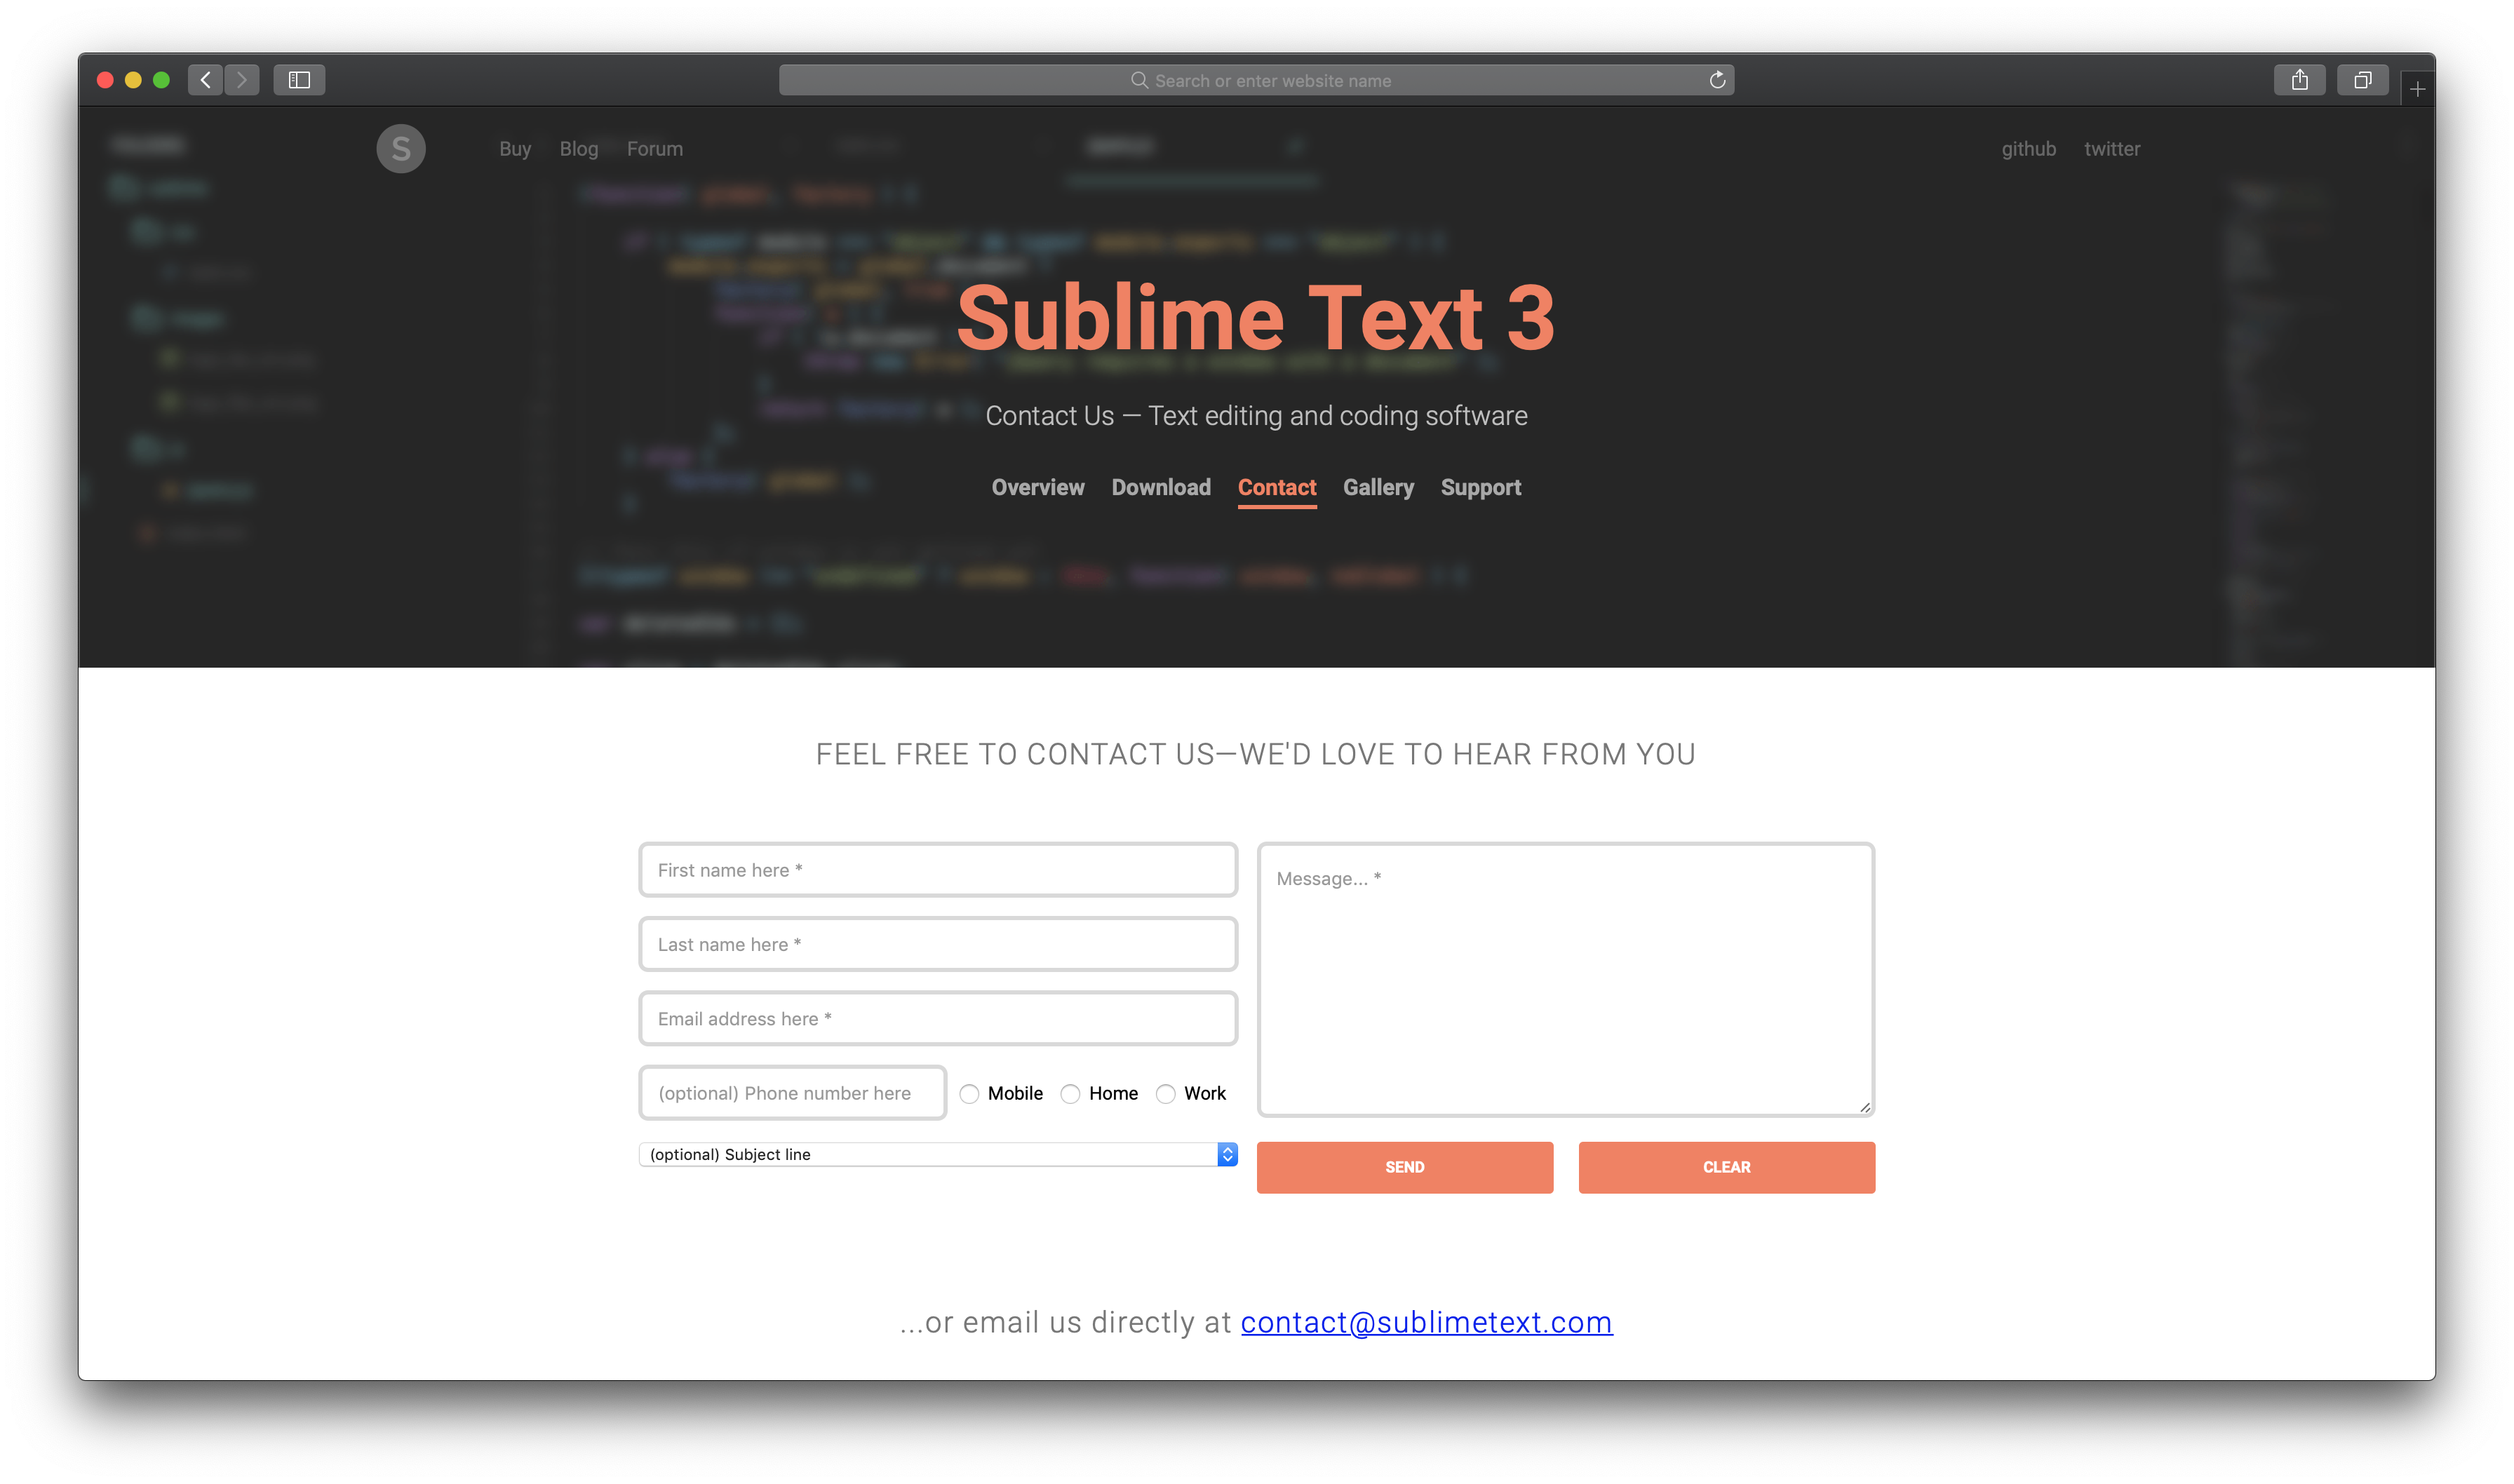 Search or enter website name
S Buy Blog Forum github twitter
Sublime Text 3
Contact Us — Text editing and coding software
Overview Download Contact Gallery Support
FEEL FREE TO CONTACT US—WE'D LOVE TO HEAR FROM YOU
First name here *
Message... *
Last name here *
Email address here *
(optional) Phone number here Mobile Home Work
(optional) Subject line
SEND CLEAR
...or email us directly at contact@sublimetext.com